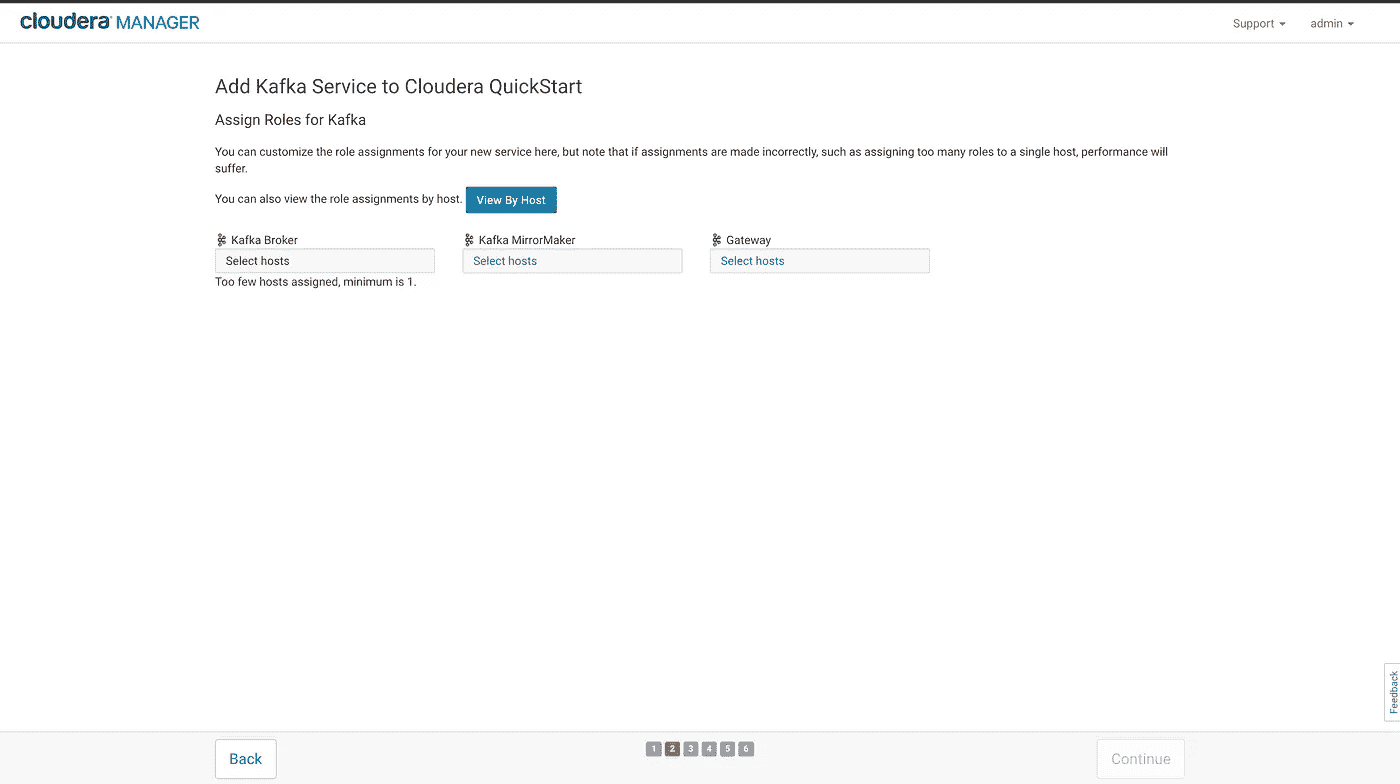 cloudera MANAGER
Support admin
Add Kafka Service to Cloudera QuickStart
Assign Roles for Kafka
You can customize the role assignments for your new service here, but note that if assignments are made incorrectly, such as assigning too many roles to a single host, performance will
suffer.
You can also view the role assignments by host. View By Host
Kafka Broker Kafka MirrorMaker Gateway
Select hosts Select hosts Select hosts
Too few hosts assigned, minimum is 1.
Feedback
Back 1 2 3 4 5 6 Continue